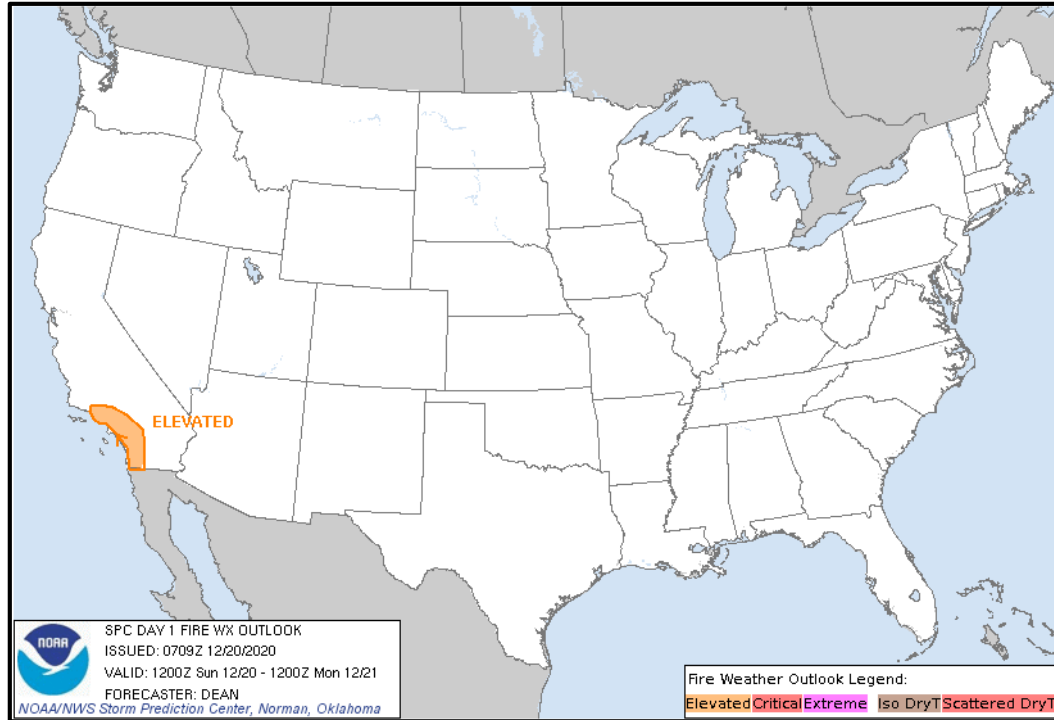 ELEVATED
NOAA
SPC DAY 1 FIRE WX OUTLOOK
ISSUED: 0709Z 12/20/2020
VALID: 1200Z Sun 12/20 - 1200Z Mon 12/21
FORECASTER: DEAN
NOAA/NWS Storm Prediction Center, Norman, Oklahoma
Fire Weather Outlook Legend:
Elevated Critical Extreme Iso DryT Scattered DryT